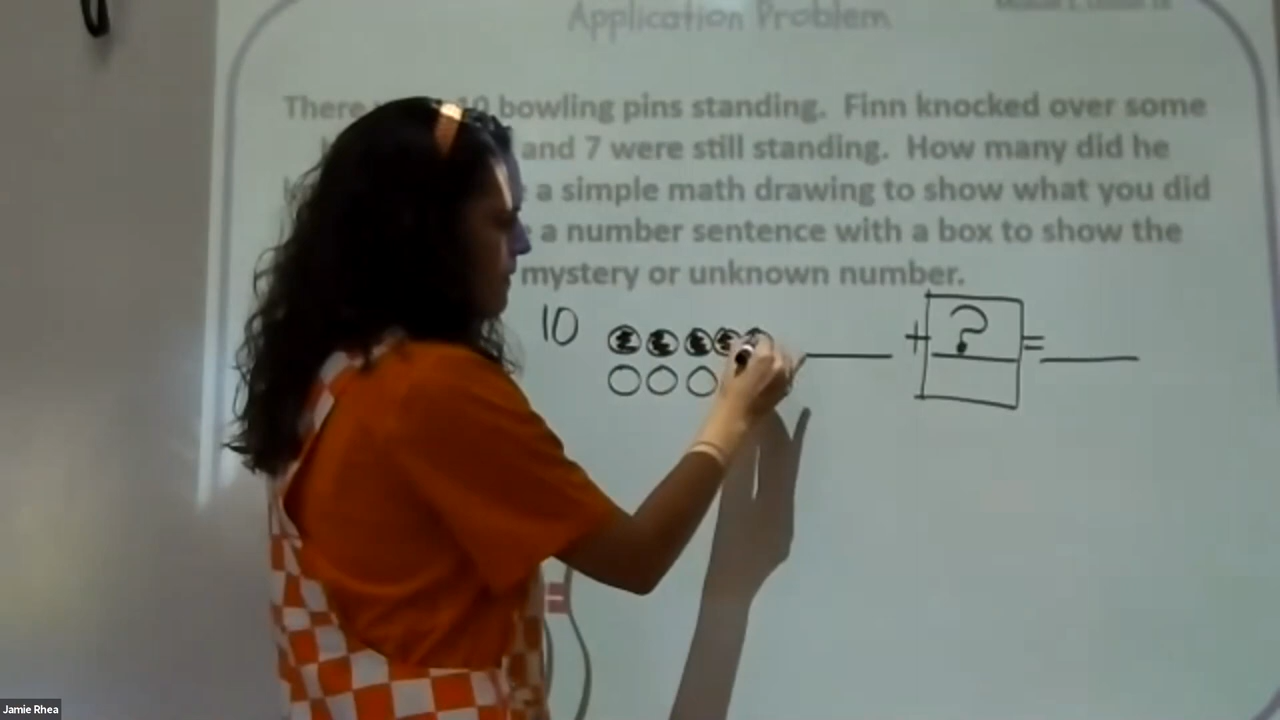 Application Problem
There 10 bowling pins standing. Finn knocked over some
and 7 were still standing. How many did he
a simple math drawing to show what you did
a number sentence with a box to show the
mystery or unknown number.
10 + ? =
Jamie Rhea